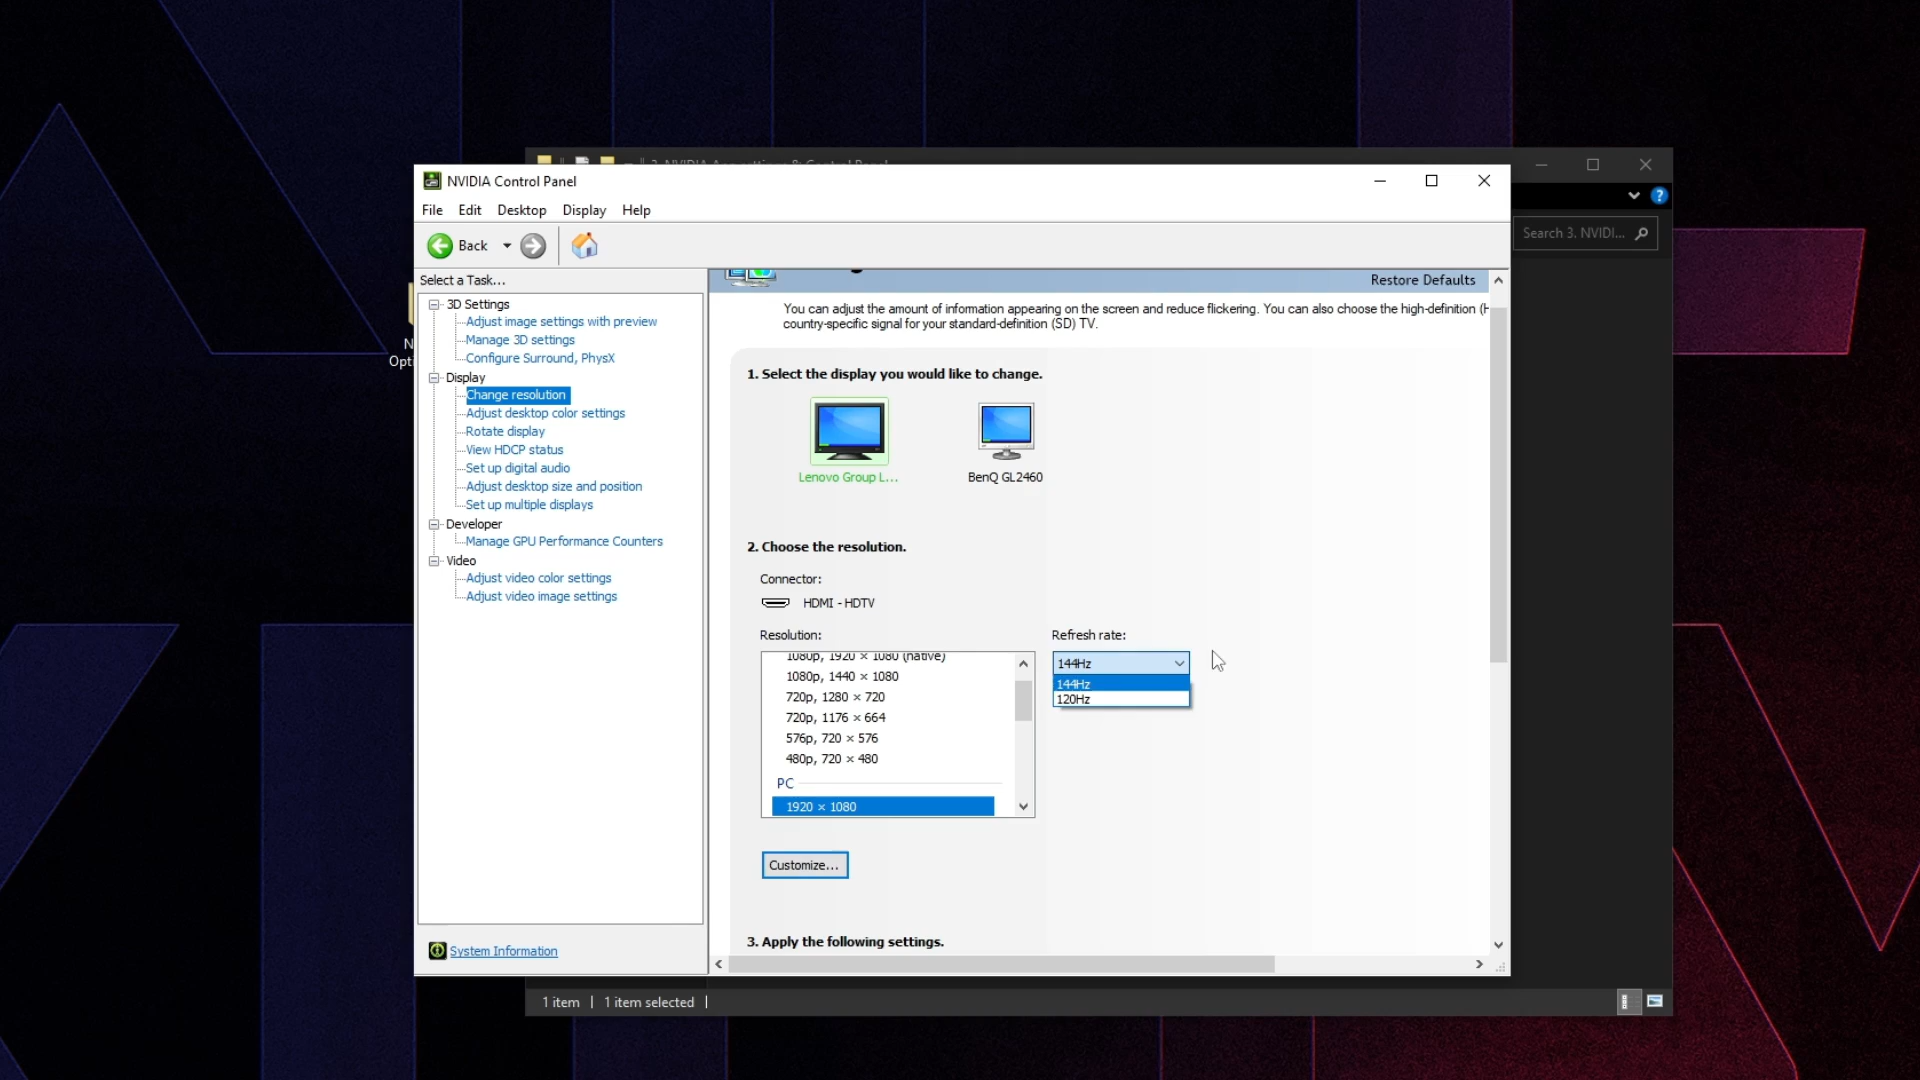 NVIDIA Control Panel
File Edit Desktop Display Help
Search 3. NVIDI...
Back
Select a Task...
Restore Defaults
3D Settings
Adjust image settings with preview
Manage 3D settings
Configure Surround, PhysX
Display
Change resolution
Adjust desktop color settings
Rotate display
View HDCP status
Set up digital audio
Adjust desktop size and position
Set up multiple displays
Developer
Manage GPU Performance Counters
Video
Adjust video color settings
Adjust video image settings
System Information
You can adjust the amount of information appearing on the screen and reduce flickering. You can also choose the high-definition (H
country-specific signal for your standard-definition (SD) TV.
1. Select the display you would like to change.
Lenovo Group L...
BenQ GL2460
2. Choose the resolution.
Connector:
HDMI - HDTV
Resolution:
1080p, 1920 × 1080 (native)
1080p, 1440 × 1080
720p, 1280 × 720
720p, 1176 × 664
576p, 720 × 576
480p, 720 × 480
PC
1920 × 1080
Refresh rate:
144Hz
144Hz
120Hz
Customize...
3. Apply the following settings.
1 item | 1 item selected |